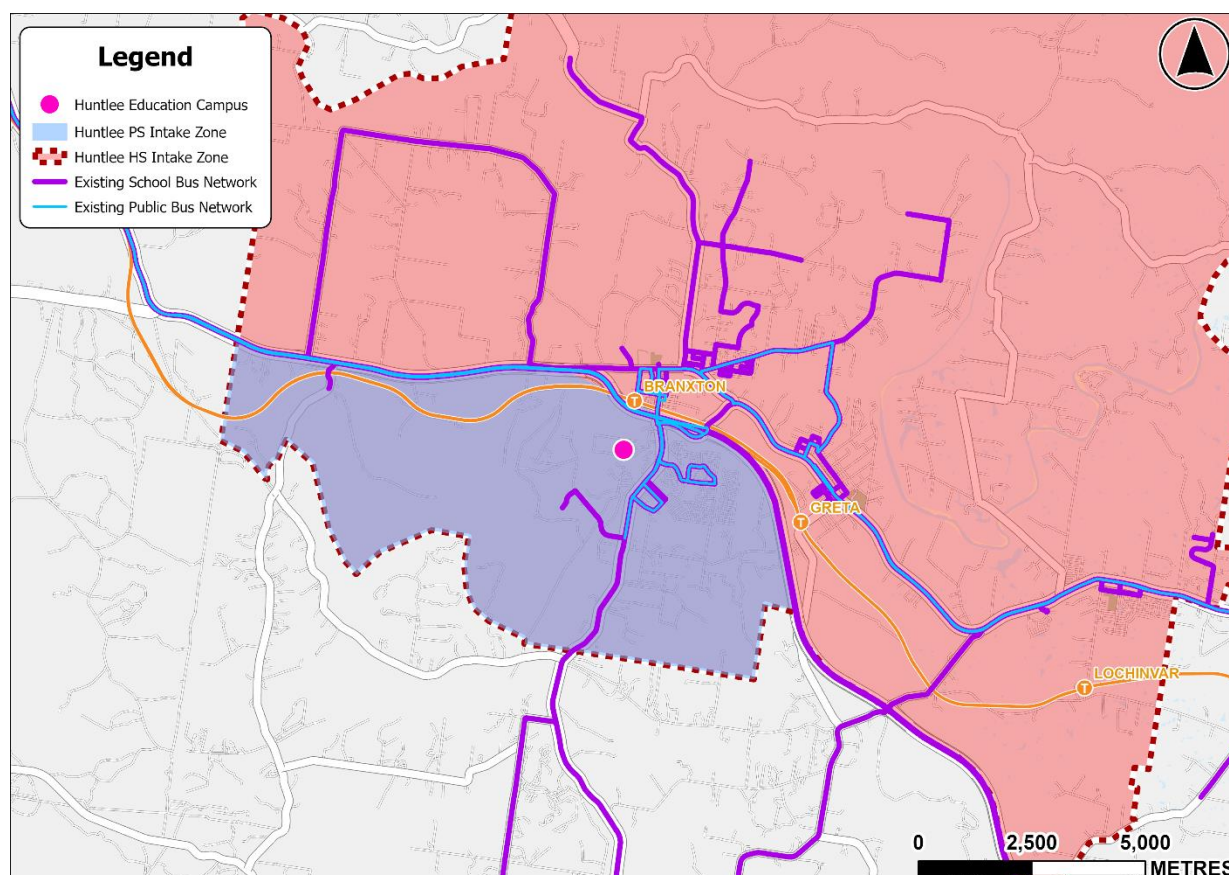 Legend
Huntlee Education Campus
Huntlee PS Intake Zone
Huntlee HS Intake Zone
Existing School Bus Network
Existing Public Bus Network
BRANXTON
T
GRETA
T
LOCHINVAR
T
0 2,500 5,000
METRES